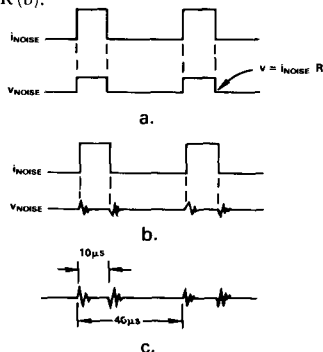 R (b).
iNOISE
vNOISE
v = iNOISE R
a.
iNOISE
vNOISE
b.
10μs
40μs
c.